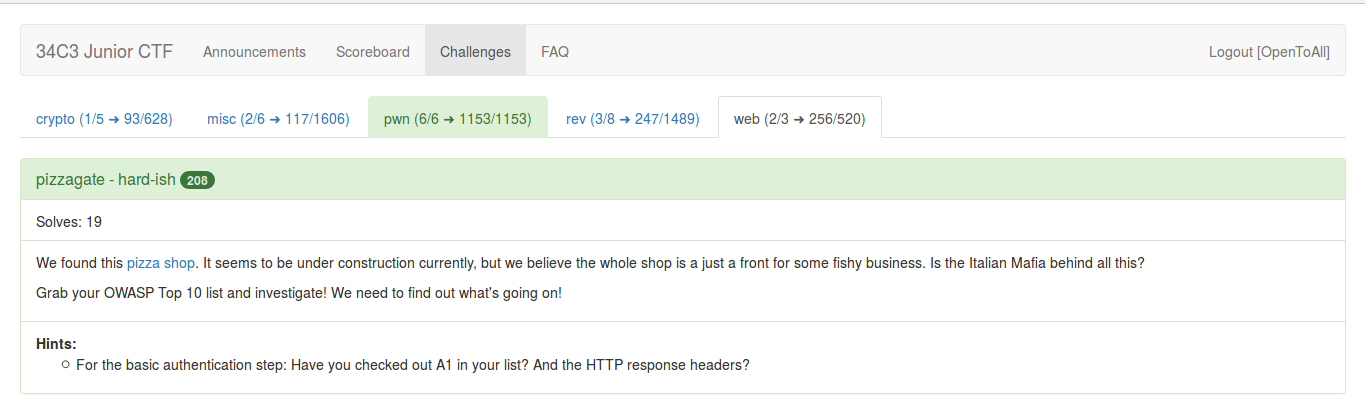 34C3 Junior CTF Announcements Scoreboard Challenges FAQ Logout [OpenToAll]
crypto (1/5 ➜ 93/628) misc (2/6 ➜ 117/1606) pwn (6/6 ➜ 1153/1153) rev (3/8 ➜ 247/1489) web (2/3 ➜ 256/520)
pizzagate - hard-ish 208
Solves: 19
We found this pizza shop. It seems to be under construction currently, but we believe the whole shop is a just a front for some fishy business. Is the Italian Mafia behind all this?
Grab your OWASP Top 10 list and investigate! We need to find out what's going on!
Hints:
○ For the basic authentication step: Have you checked out A1 in your list? And the HTTP response headers?